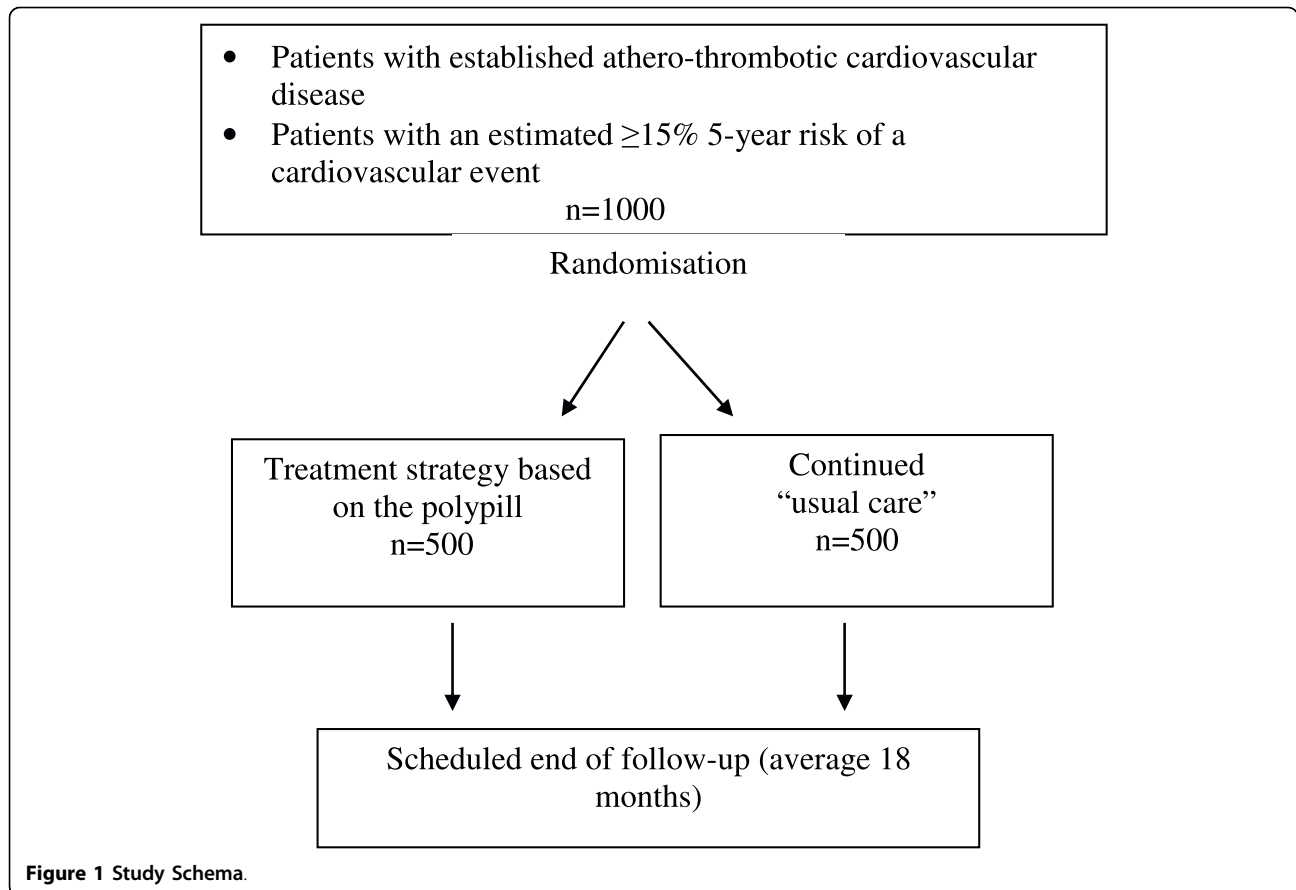 • Patients with established athero-thrombotic cardiovascular
disease
• Patients with an estimated ≥15% 5-year risk of a
cardiovascular event
n=1000
Randomisation
Treatment strategy based
on the polypill
n=500
Continued
“usual care”
n=500
Scheduled end of follow-up (average 18
months)
Figure 1 Study Schema.